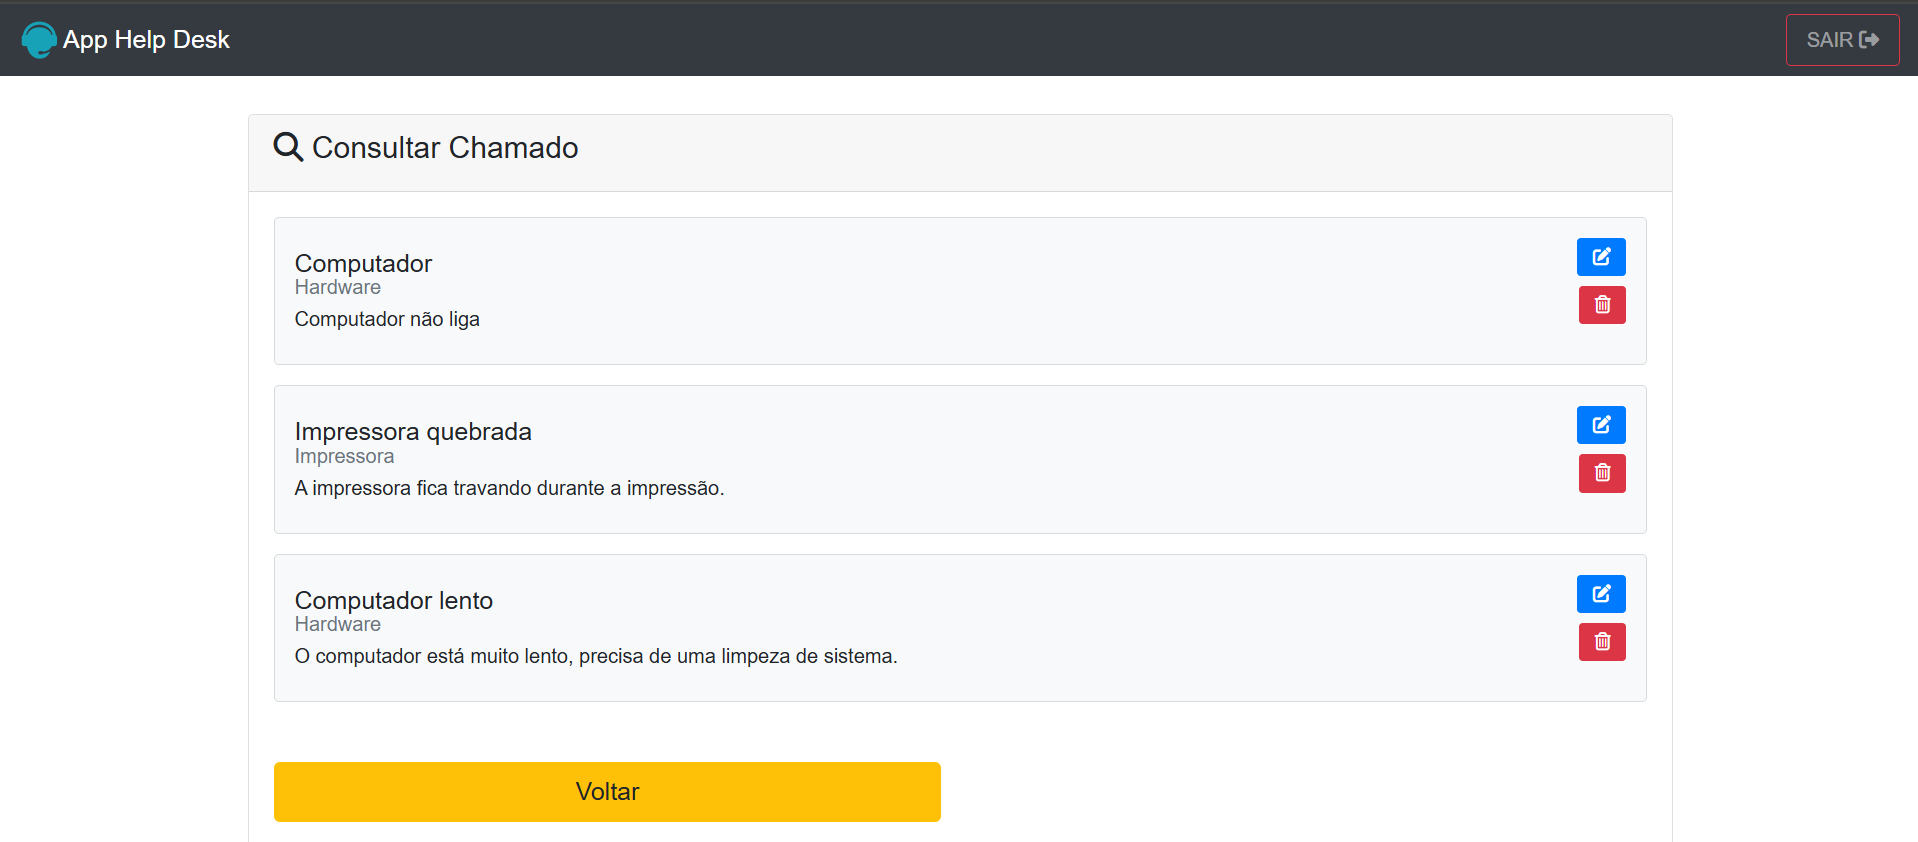 App Help Desk
SAIR
Consultar Chamado
Computador
Hardware
Computador não liga
Impressora quebrada
Impressora
A impressora fica travando durante a impressão.
Computador lento
Hardware
O computador está muito lento, precisa de uma limpeza de sistema.
Voltar